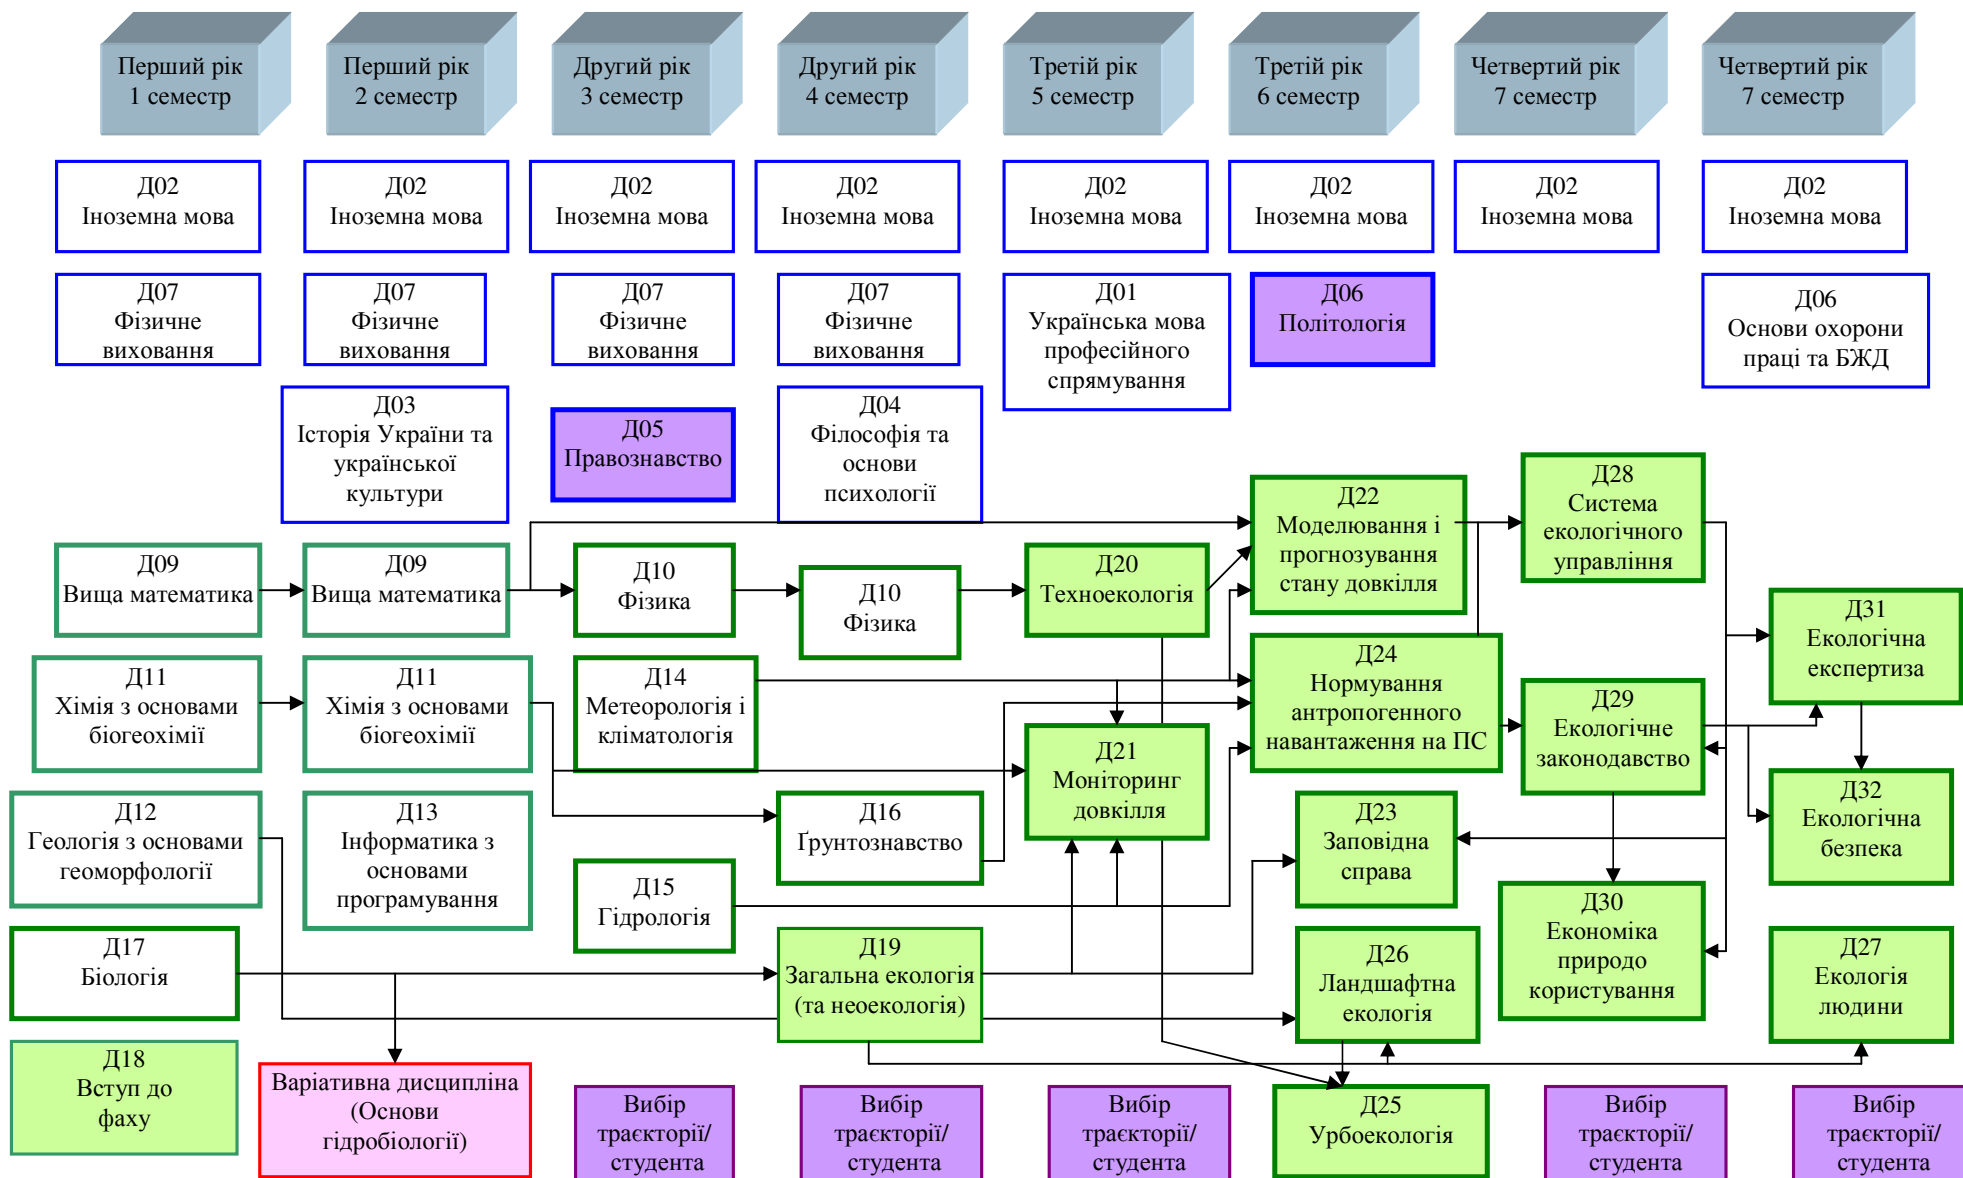 Перший рік
1 семестр
Перший рік
2 семестр
Другий рік
3 семестр
Другий рік
4 семестр
Третій рік
5 семестр
Третій рік
6 семестр
Четвертий рік
7 семестр
Четвертий рік
7 семестр
Д02
Іноземна мова
Д02
Іноземна мова
Д02
Іноземна мова
Д02
Іноземна мова
Д02
Іноземна мова
Д02
Іноземна мова
Д02
Іноземна мова
Д02
Іноземна мова
Д07
Фізичне
виховання
Д07
Фізичне
виховання
Д07
Фізичне
виховання
Д07
Фізичне
виховання
Д01
Українська мова
професійного
спрямування
Д06
Політологія
Д06
Основи охорони
праці та БЖД
Д03
Історія України та
української
культури
Д05
Правознавство
Д04
Філософія та
основи
психології
Д22
Моделювання і
прогнозування
стану довкілля
Д28
Система
екологічного
управління
Д09
Вища математика
Д09
Вища математика
Д10
Фізика
Д10
Фізика
Д20
Техноекологія
Д31
Екологічна
експертиза
Д11
Хімія з основами
біогеохімії
Д11
Хімія з основами
біогеохімії
Д14
Метеорологія і
кліматологія
Д24
Нормування
антропогенного
навантаження на ПС
Д29
Екологічне
законодавство
Д21
Моніторинг
довкілля
Д32
Екологічна
безпека
Д12
Геологія з основами
геоморфології
Д13
Інформатика з
основами
програмування
Д16
Ґрунтознавство
Д23
Заповідна
справа
Д15
Гідрологія
Д30
Економіка
природо
користування
Д17
Біологія
Д19
Загальна екологія
(та неоекологія)
Д26
Ландшафтна
екологія
Д27
Екологія
людини
Д18
Вступ до
фаху
Варіативна дисципліна
(Основи
гідробіології)
Вибір
траєкторії/
студента
Вибір
траєкторії/
студента
Вибір
траєкторії/
студента
Д25
Урбоекологія
Вибір
траєкторії/
студента
Вибір
траєкторії/
студента